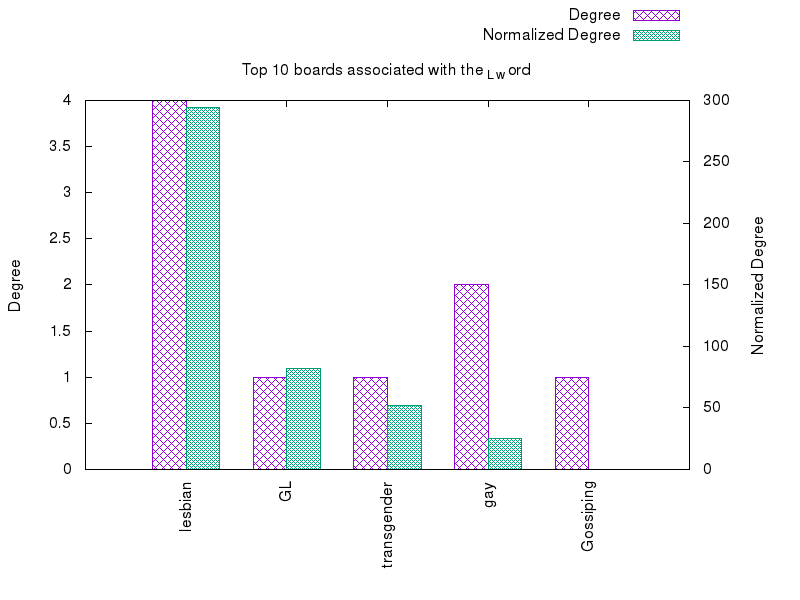 Degree
Normalized Degree
Top 10 boards associated with the Lword
4
3.5
3
2.5
2
1.5
1
0.5
0
300
250
200
150
100
50
0
Degree
Normalized Degree
lesbian
GL
transgender
gay
Gossiping